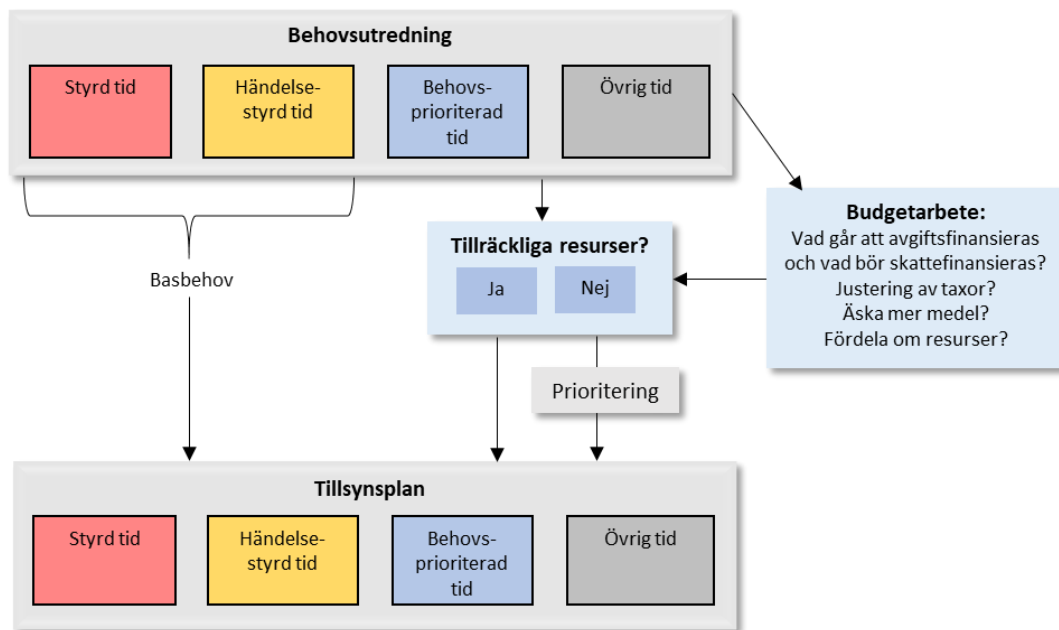 Behovsutredning
Styrd tid
Händelse-
styrd tid
Behovs-
prioriterad
tid
Övrig tid
Basbehov
Tillräckliga resurser?
Ja
Nej
Budgetarbete:
Vad går att avgiftsfinansieras
och vad bör skattefinansieras?
Justering av taxor?
Äska mer medel?
Fördela om resurser?
Prioritering
Tillsynsplan
Styrd tid
Händelse-
styrd tid
Behovs-
prioriterad
tid
Övrig tid